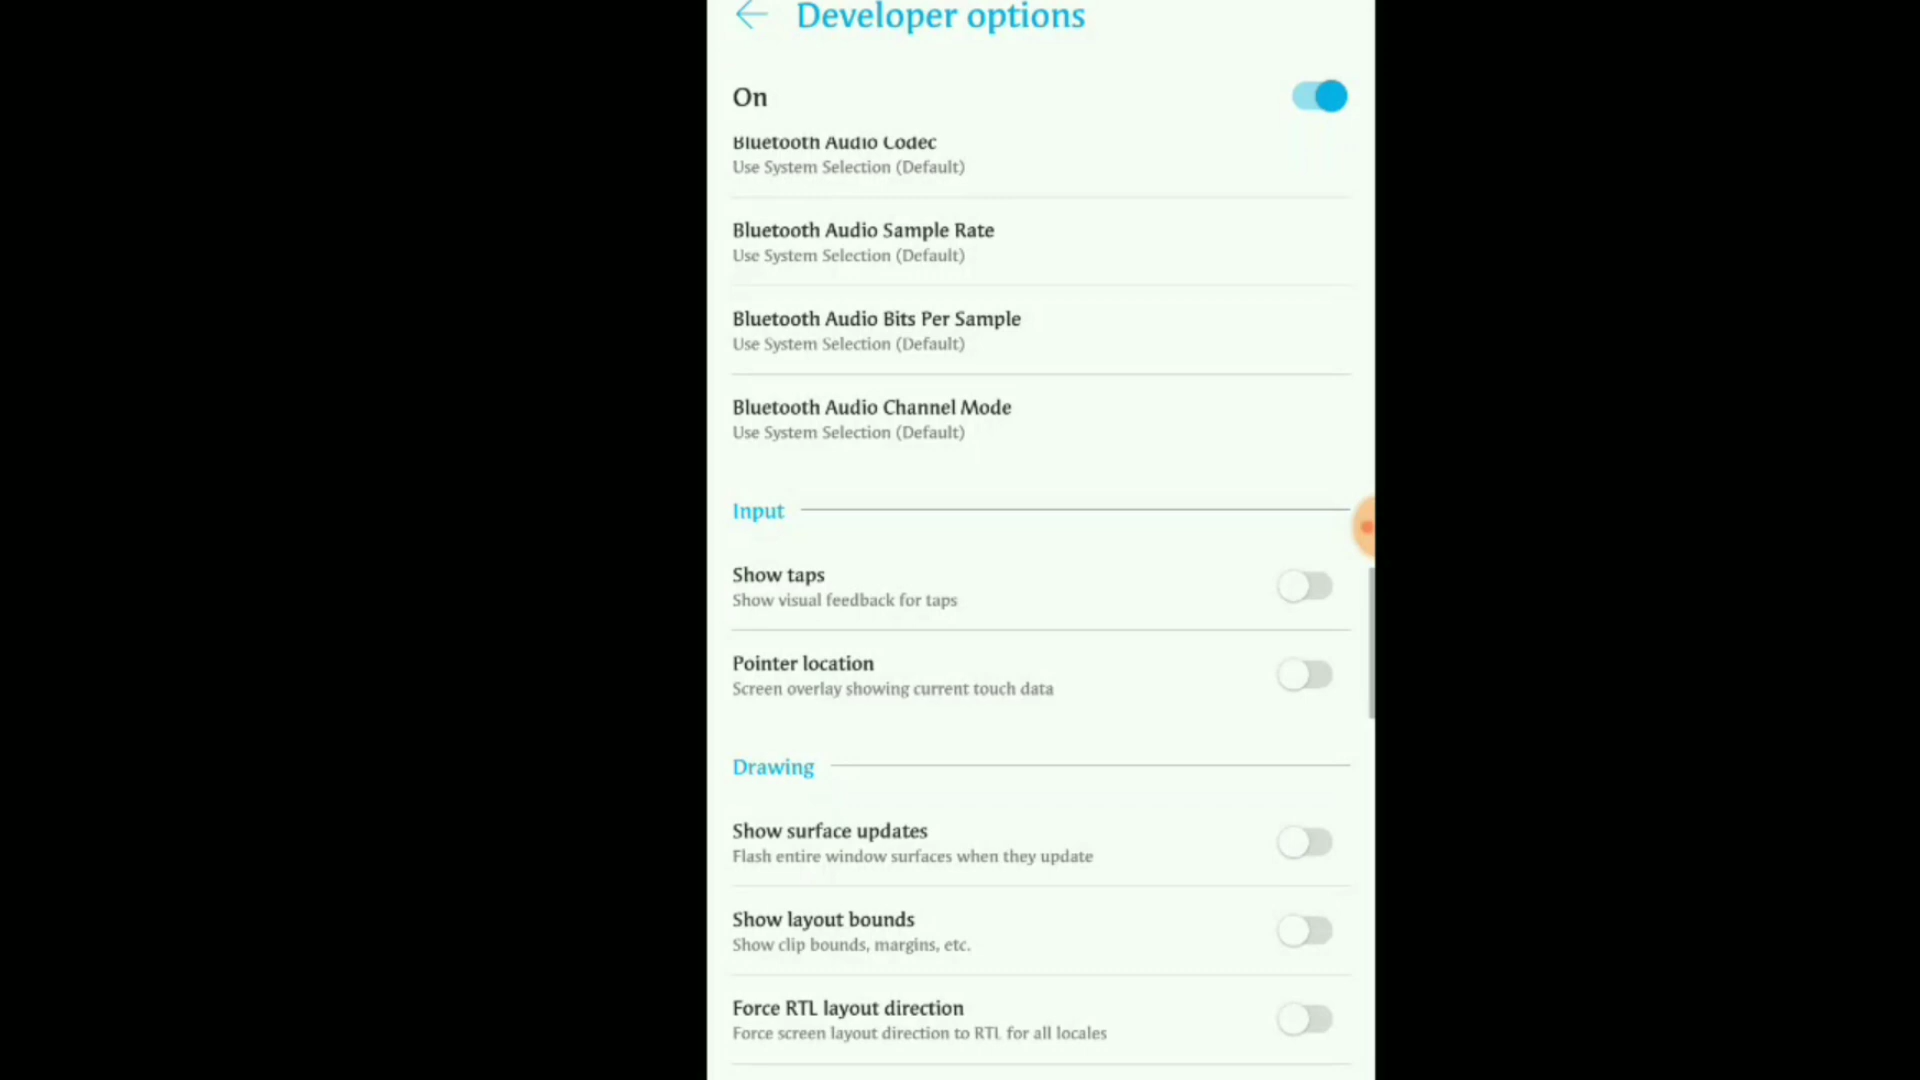 Developer options
On
Bluetooth Audio Codec
Use System Selection (Default)
Bluetooth Audio Sample Rate
Use System Selection (Default)
Bluetooth Audio Bits Per Sample
Use System Selection (Default)
Bluetooth Audio Channel Mode
Use System Selection (Default)
Input
Show taps
Show visual feedback for taps
Pointer location
Screen overlay showing current touch data
Drawing
Show surface updates
Flash entire window surfaces when they update
Show layout bounds
Show clip bounds, margins, etc.
Force RTL layout direction
Force screen layout direction to RTL for all locales